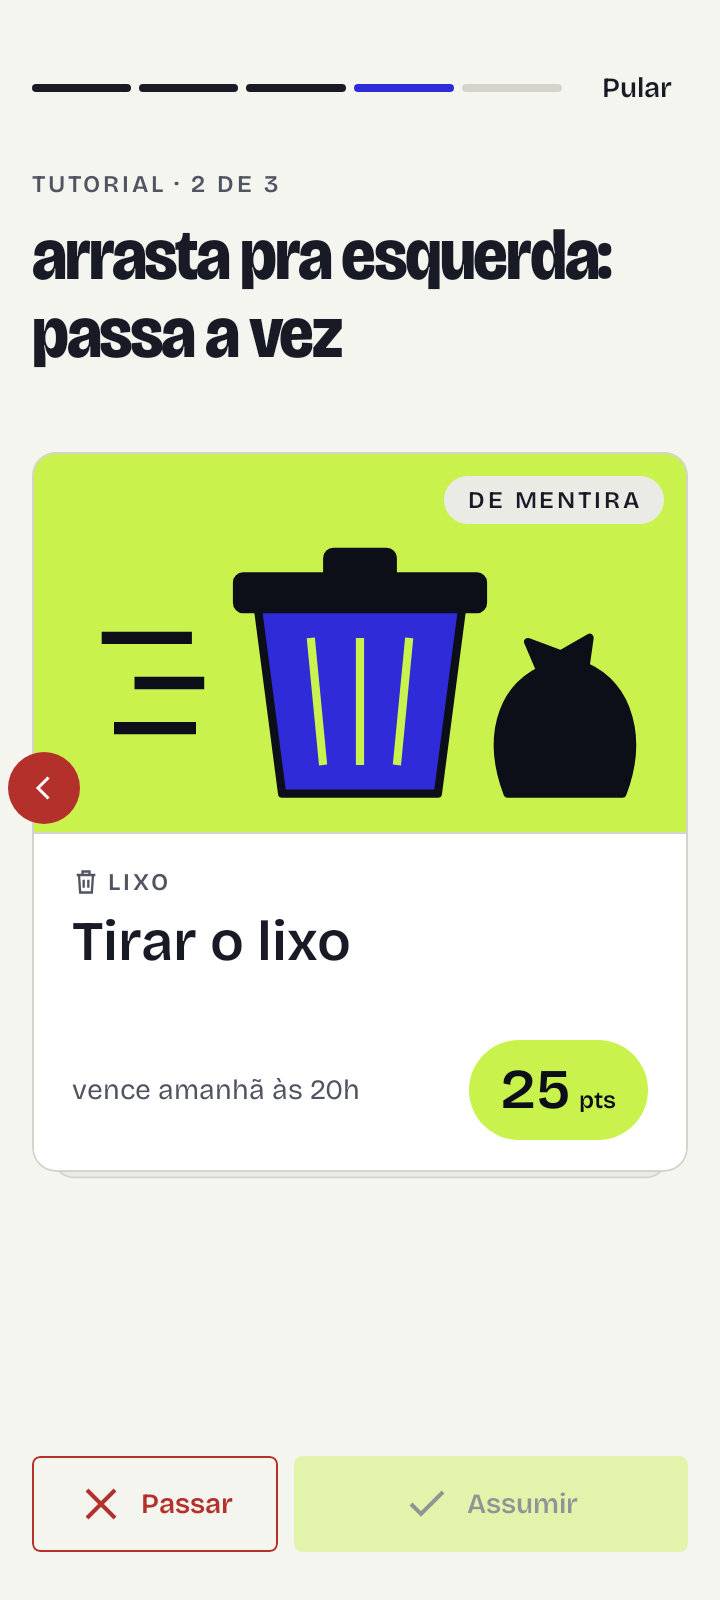 Pular
TUTORIAL · 2 DE 3
arrasta pra esquerda:
passa a vez
DE MENTIRA
LIXO
Tirar o lixo
vence amanhã às 20h
25 pts
Passar
Assumir